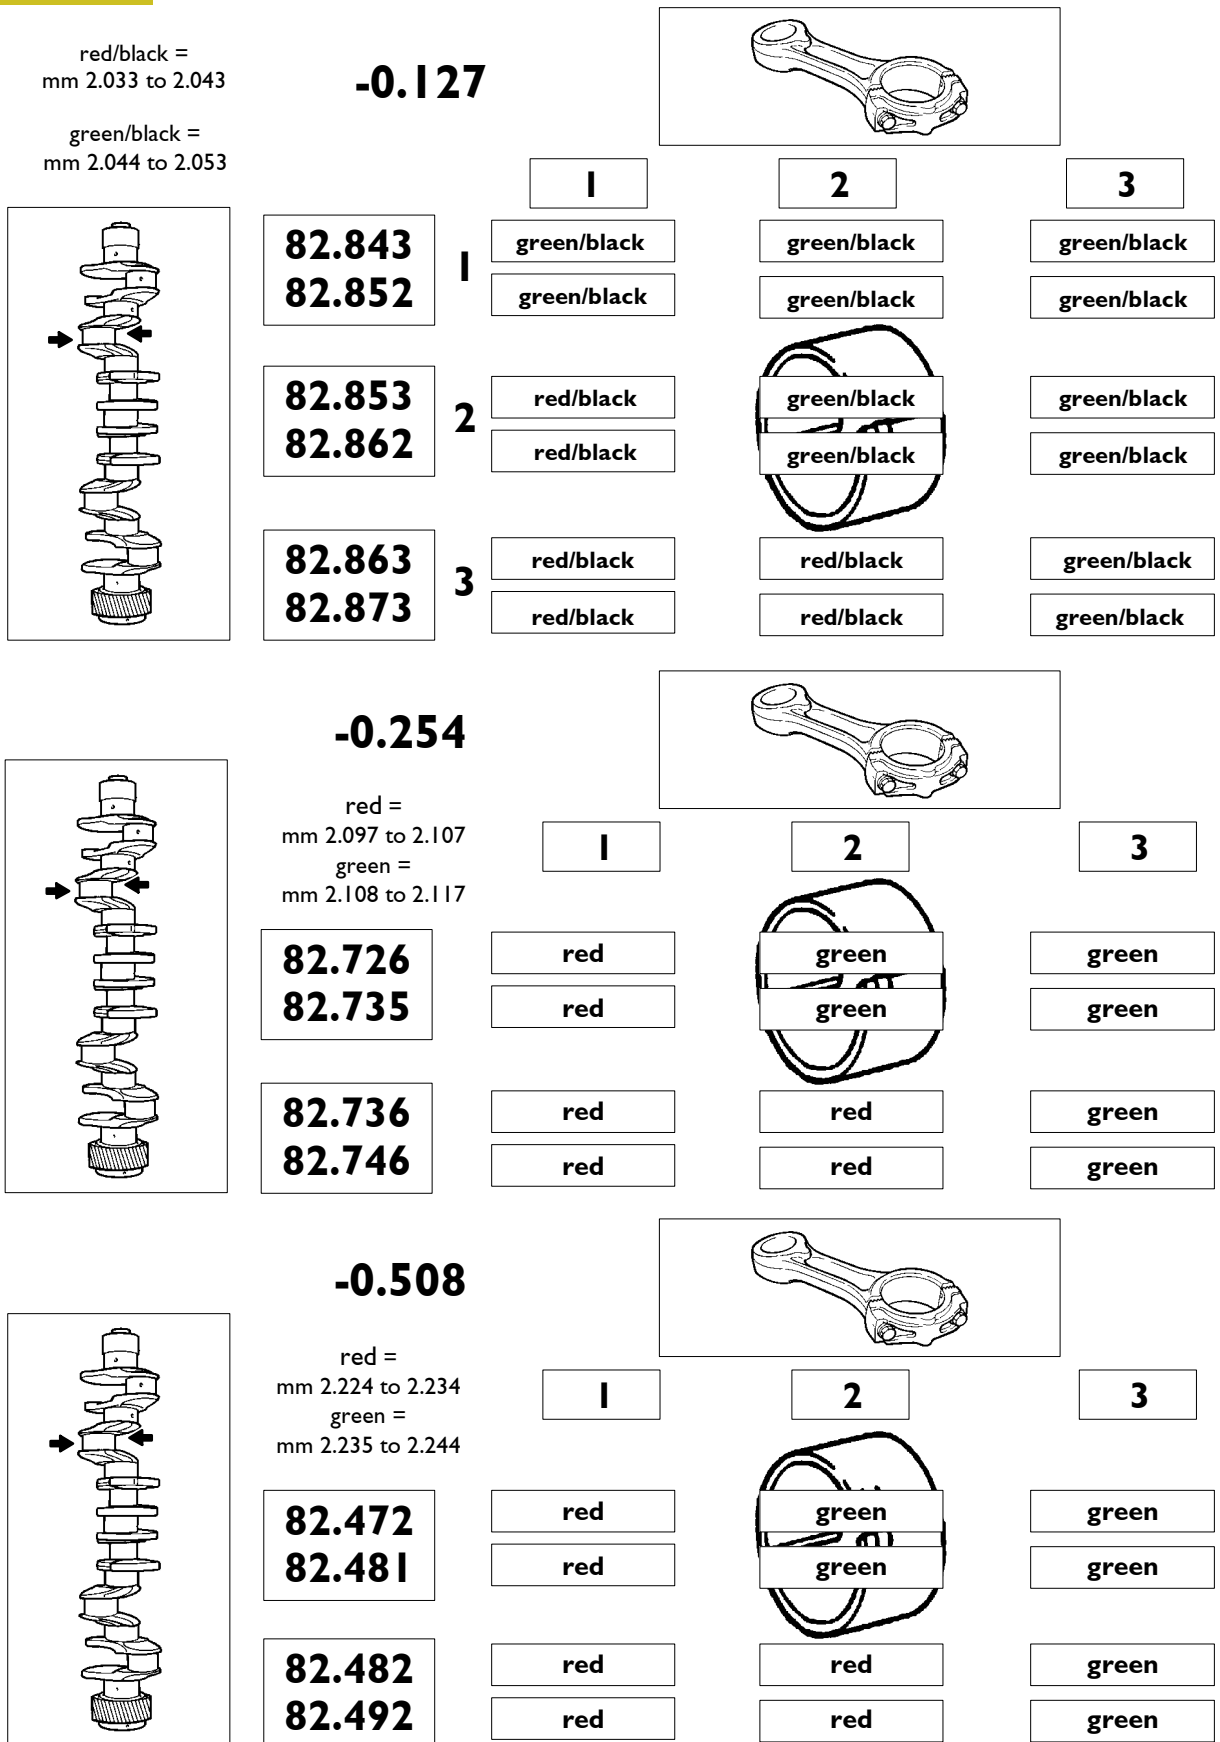 red/black =
mm 2.033 to 2.043
-0.127
green/black =
mm 2.044 to 2.053
1 2 3
82.843
82.852
1
green/black green/black green/black
green/black green/black green/black
82.853
82.862
2
red/black green/black green/black
red/black green/black green/black
82.863
82.873
3
red/black red/black green/black
red/black red/black green/black
-0.254
red =
mm 2.097 to 2.107
green =
mm 2.108 to 2.117
1 2 3
82.726
82.735
red green green
red green green
82.736
82.746
red red green
red red green
-0.508
red =
mm 2.224 to 2.234
green =
mm 2.235 to 2.244
1 2 3
82.472
82.481
red green green
red green green
82.482
82.492
red red green
red red green